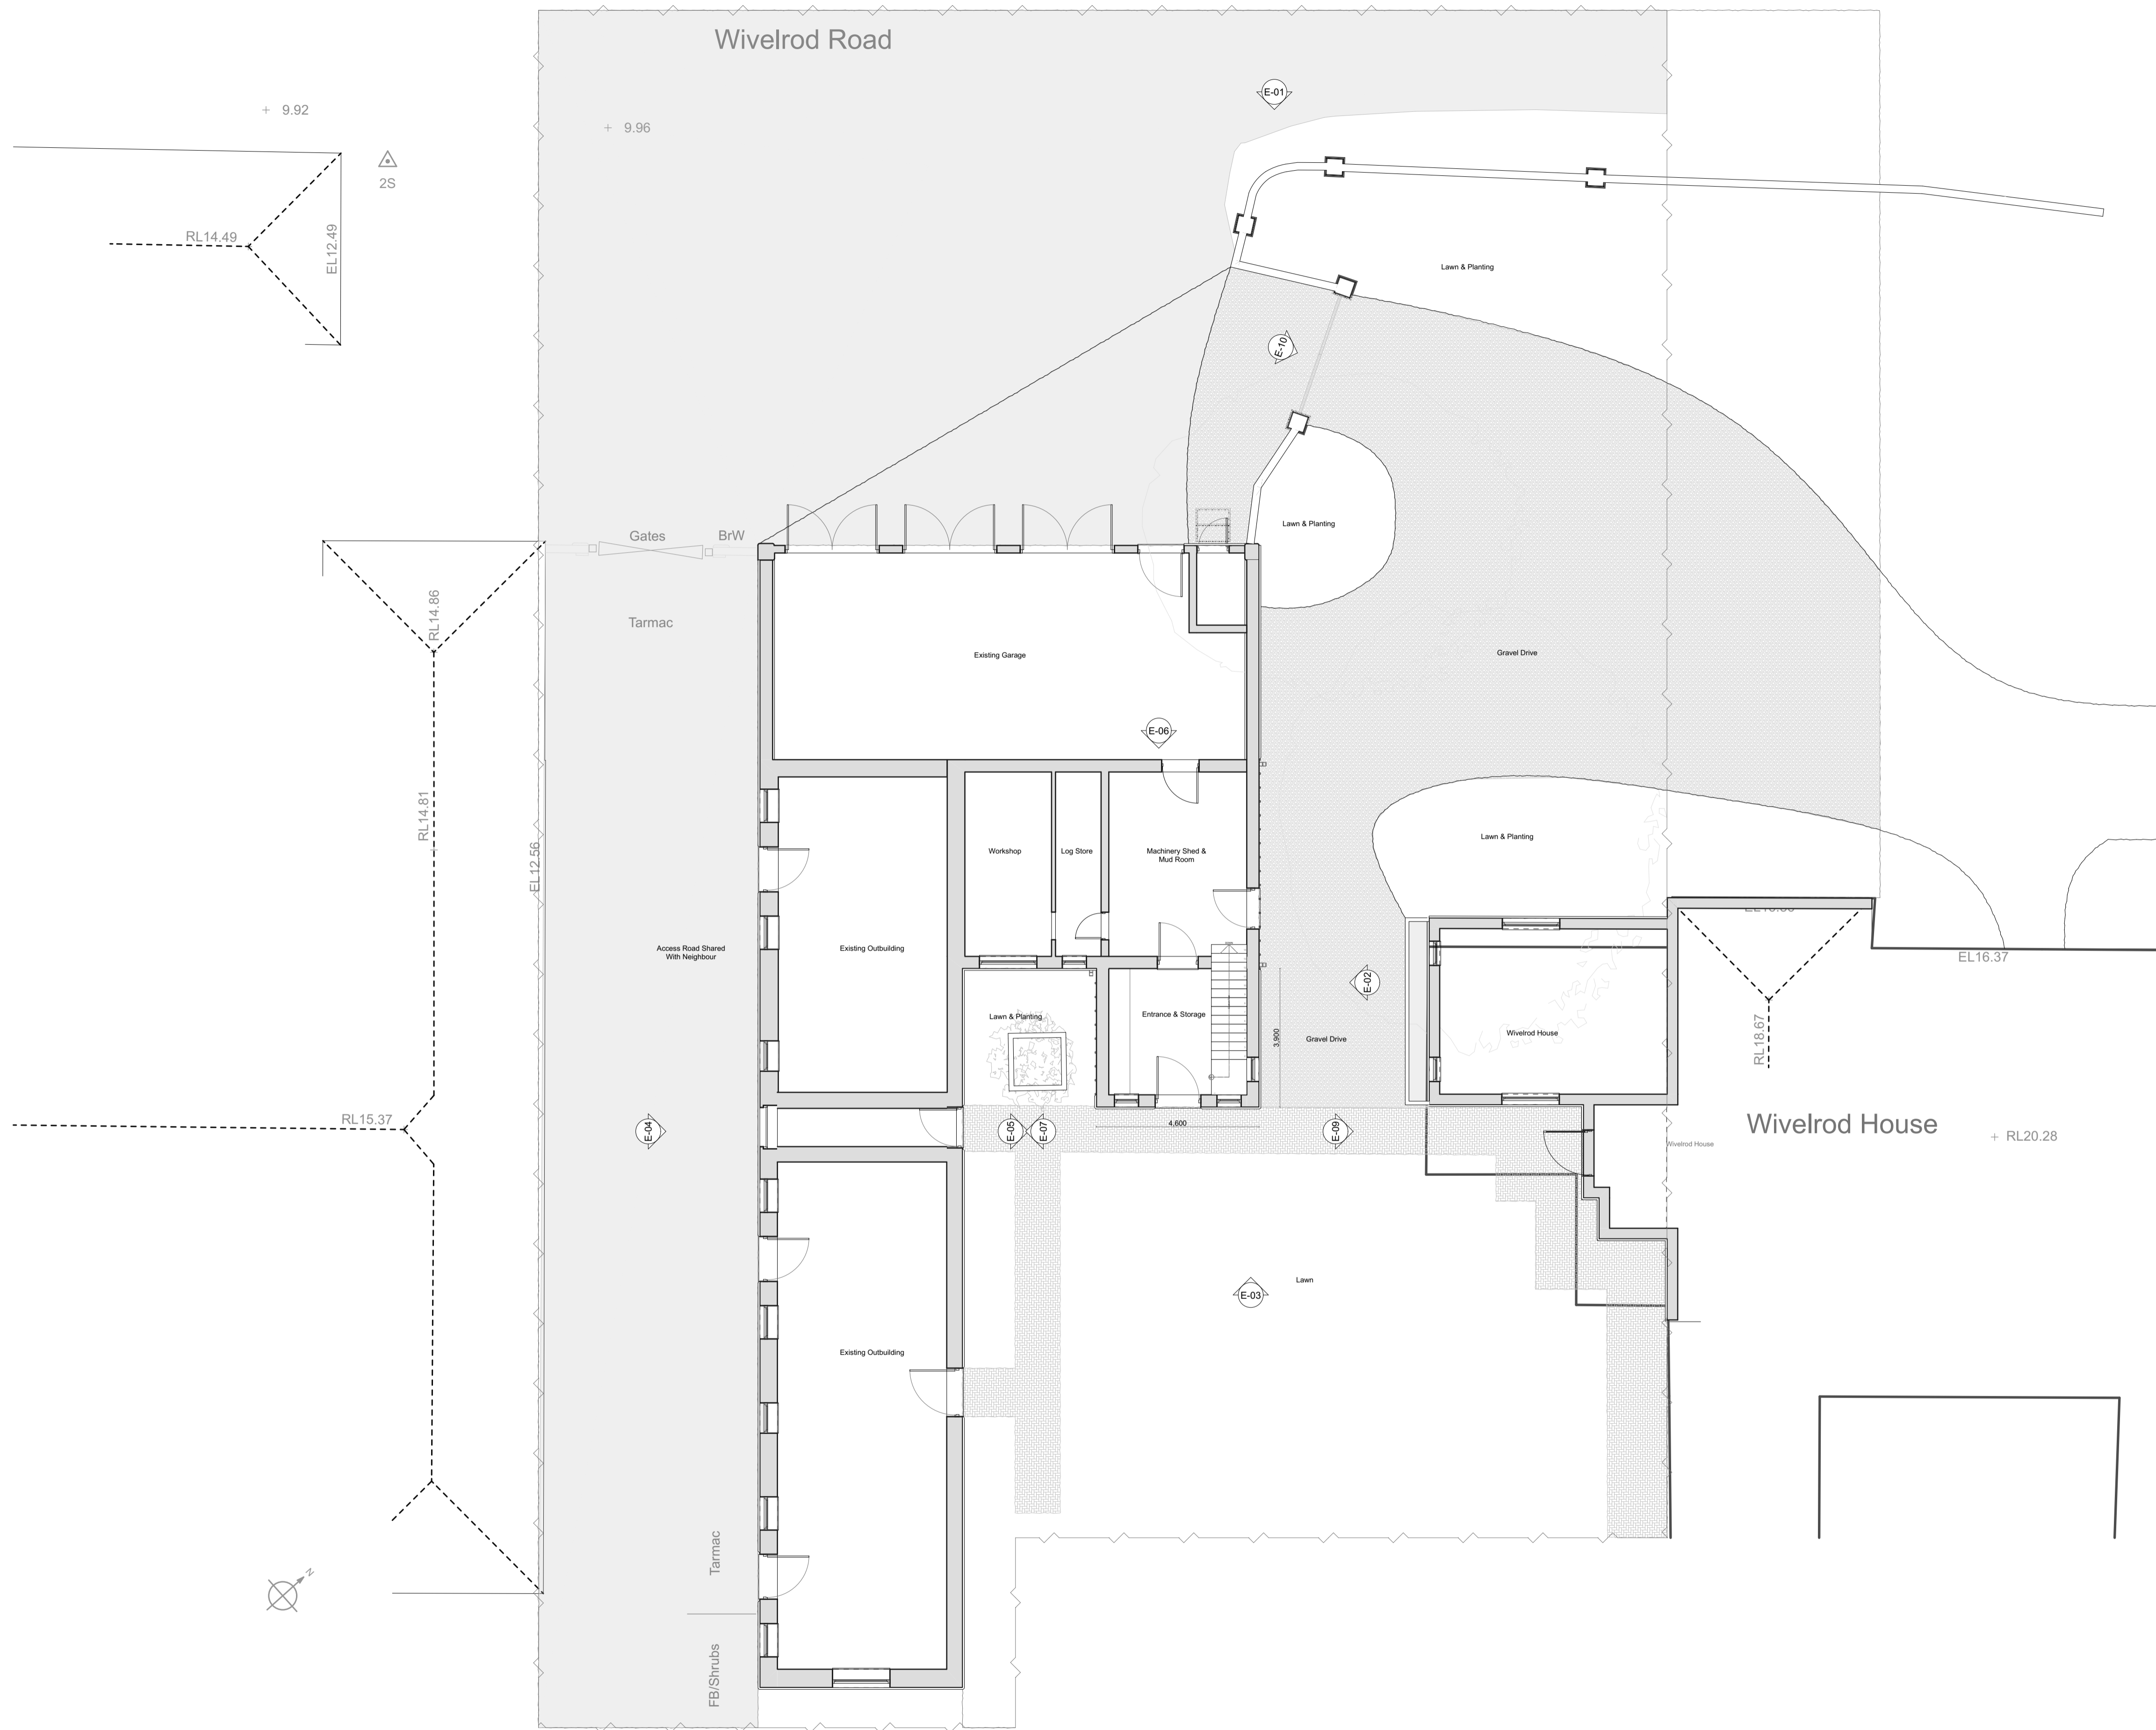 Wivelrod Road
E-01
9.92
9.96
2S
RL14.49
EL12.49
Lawn & Planting
E-10
Lawn & Planting
Gates
BrW
RL14.86
Tarmac
Existing Garage
Gravel Drive
E-06
RL14.81
EL12.56
Workshop
Log Store
Machinery Shed &
Mud Room
Lawn & Planting
Access Road Shared
With Neighbour
Existing Outbuilding
EL16.37
E-02
Lawn & Planting
Entrance & Storage
3,900
Gravel Drive
Wivelrod House
RL18.67
RL15.37
E-04
E-05
E-07
4,600
E-09
Wivelrod House
Wivelrod House
RL20.28
Lawn
E-03
Existing Outbuilding
Tarmac
N
FB/Shrubs